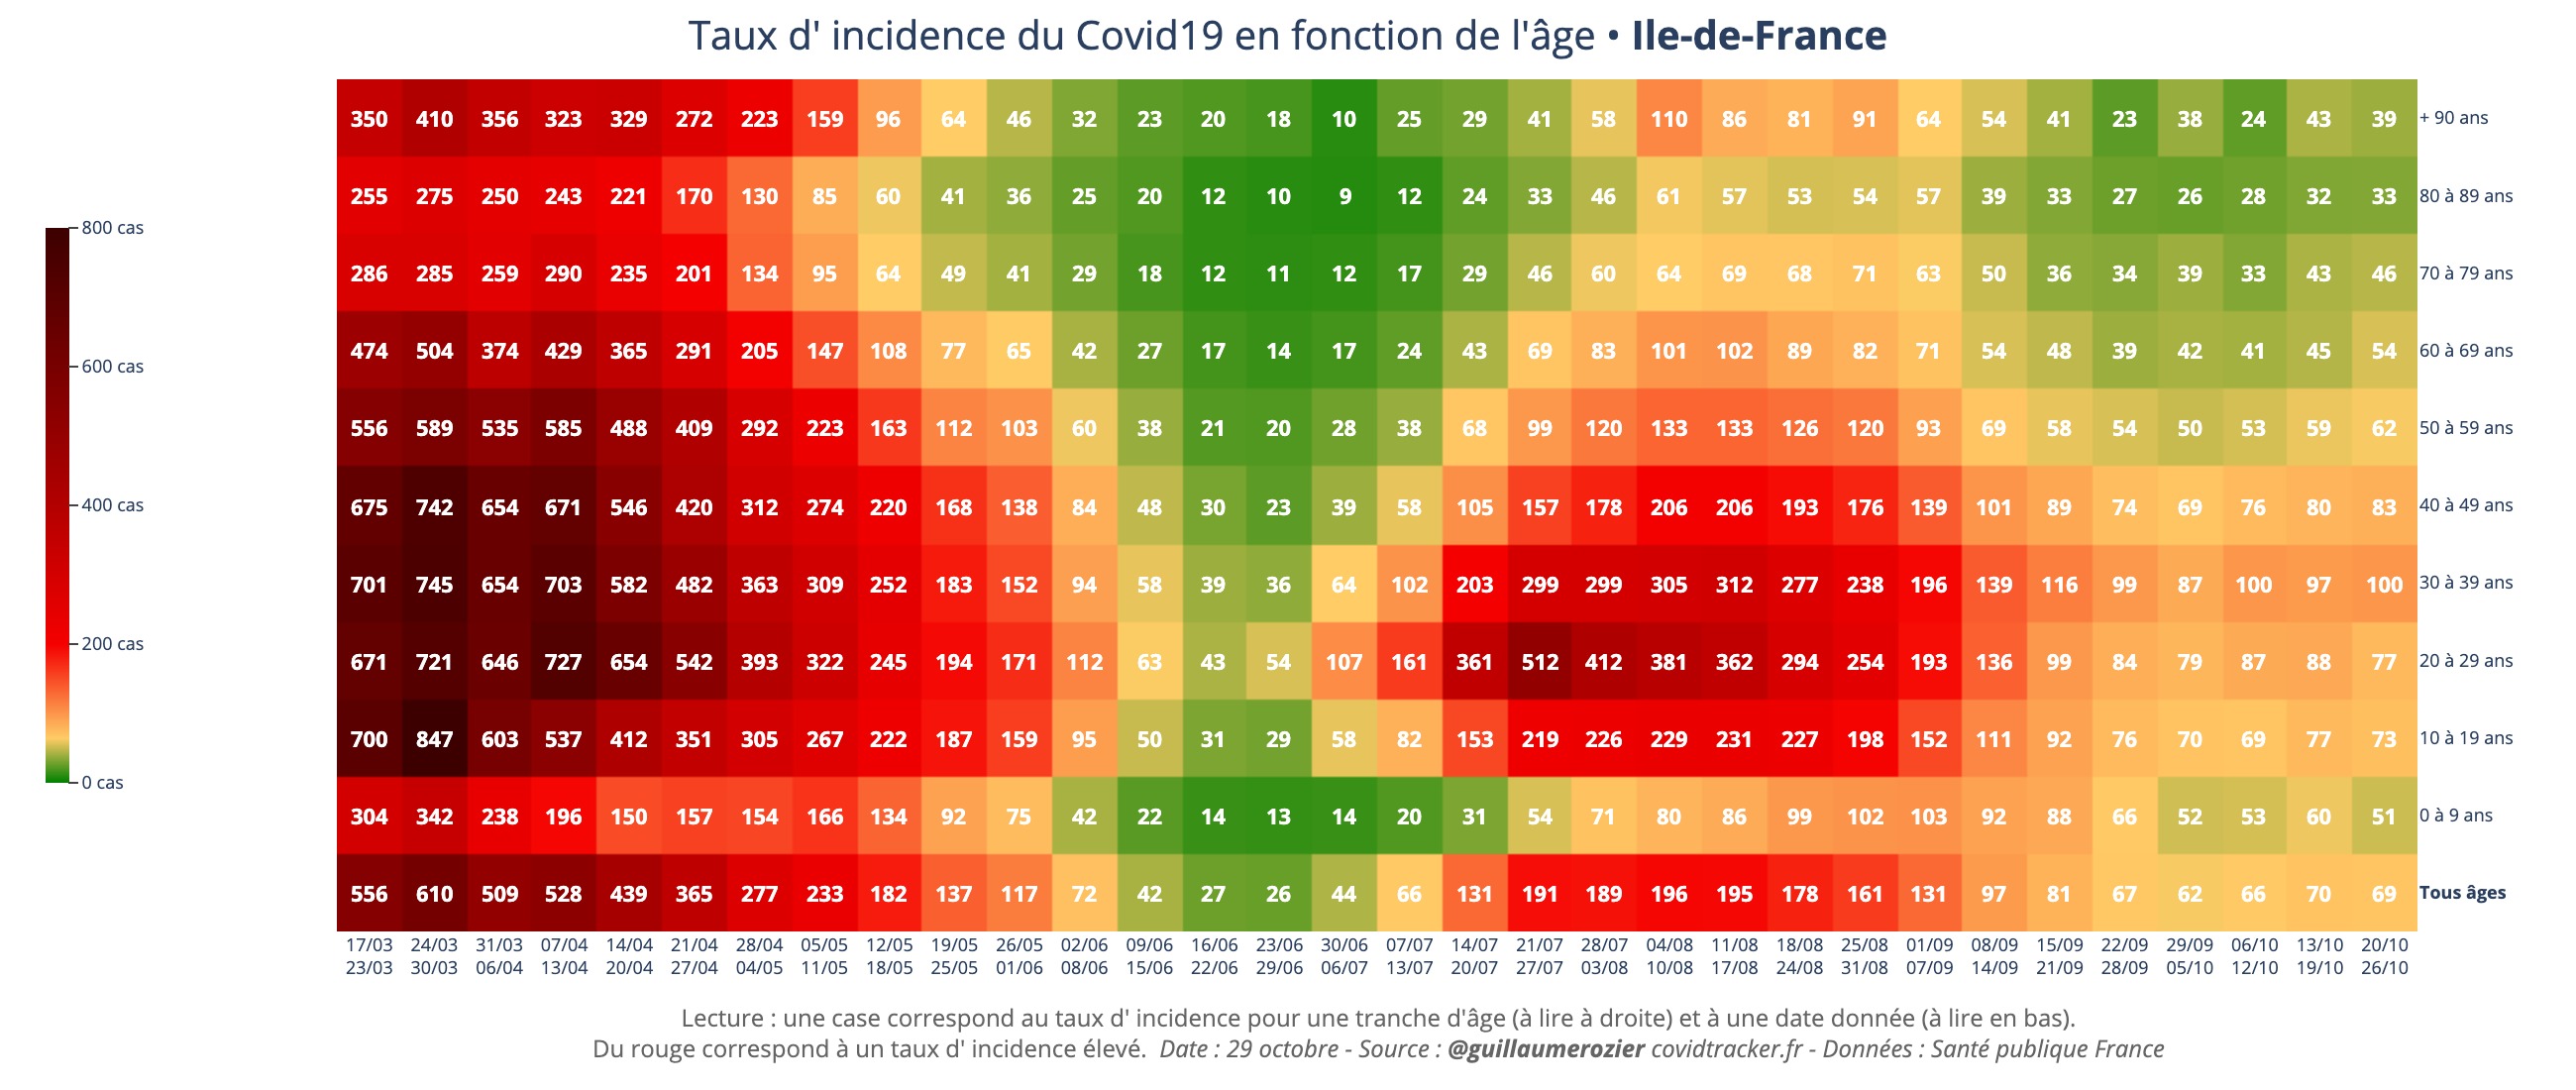 Taux d' incidence du Covid19 en fonction de l'âge • Ile-de-France
800 cas
600 cas
400 cas
200 cas
0 cas
350 410 356 323 329 272 223 159 96 64 46 32 23 20 18 10 25 29 41 58 110 86 81 91 64 54 41 23 38 24 43 39 + 90 ans
255 275 250 243 221 170 130 85 60 41 36 25 20 12 10 9 12 24 33 46 61 57 53 54 57 39 33 27 26 28 32 33 80 à 89 ans
286 285 259 290 235 201 134 95 64 49 41 29 18 12 11 12 17 29 46 60 64 69 68 71 63 50 36 34 39 33 43 46 70 à 79 ans
474 504 374 429 365 291 205 147 108 77 65 42 27 17 14 17 24 43 69 83 101 102 89 82 71 54 48 39 42 41 45 54 60 à 69 ans
556 589 535 585 488 409 292 223 163 112 103 60 38 21 20 28 38 68 99 120 133 133 126 120 93 69 58 54 50 53 59 62 50 à 59 ans
675 742 654 671 546 420 312 274 220 168 138 84 48 30 23 39 58 105 157 178 206 206 193 176 139 101 89 74 69 76 80 83 40 à 49 ans
701 745 654 703 582 482 363 309 252 183 152 94 58 39 36 64 102 203 299 299 305 312 277 238 196 139 116 99 87 100 97 100 30 à 39 ans
671 721 646 727 654 542 393 322 245 194 171 112 63 43 54 107 161 361 512 412 381 362 294 254 193 136 99 84 79 87 88 77 20 à 29 ans
700 847 603 537 412 351 305 267 222 187 159 95 50 31 29 58 82 153 219 226 229 231 227 198 152 111 92 76 70 69 77 73 10 à 19 ans
304 342 238 196 150 157 154 166 134 92 75 42 22 14 13 14 20 31 54 71 80 86 99 102 103 92 88 66 52 53 60 51 0 à 9 ans
556 610 509 528 439 365 277 233 182 137 117 72 42 27 26 44 66 131 191 189 196 195 178 161 131 97 81 67 62 66 70 69 Tous âges
17/03 24/03 31/03 07/04 14/04 21/04 28/04 05/05 12/05 19/05 26/05 02/06 09/06 16/06 23/06 30/06 07/07 14/07 21/07 28/07 04/08 11/08 18/08 25/08 01/09 08/09 15/09 22/09 29/09 06/10 13/10 20/10
23/03 30/03 06/04 13/04 20/04 27/04 04/05 11/05 18/05 25/05 01/06 08/06 15/06 22/06 29/06 06/07 13/07 20/07 27/07 03/08 10/08 17/08 24/08 31/08 07/09 14/09 21/09 28/09 05/10 12/10 19/10 26/10
Lecture : une case correspond au taux d' incidence pour une tranche d'âge (à lire à droite) et à une date donnée (à lire en bas).
Du rouge correspond à un taux d' incidence élevé. Date : 29 octobre - Source : @guillaumerozier covidtracker.fr - Données : Santé publique France